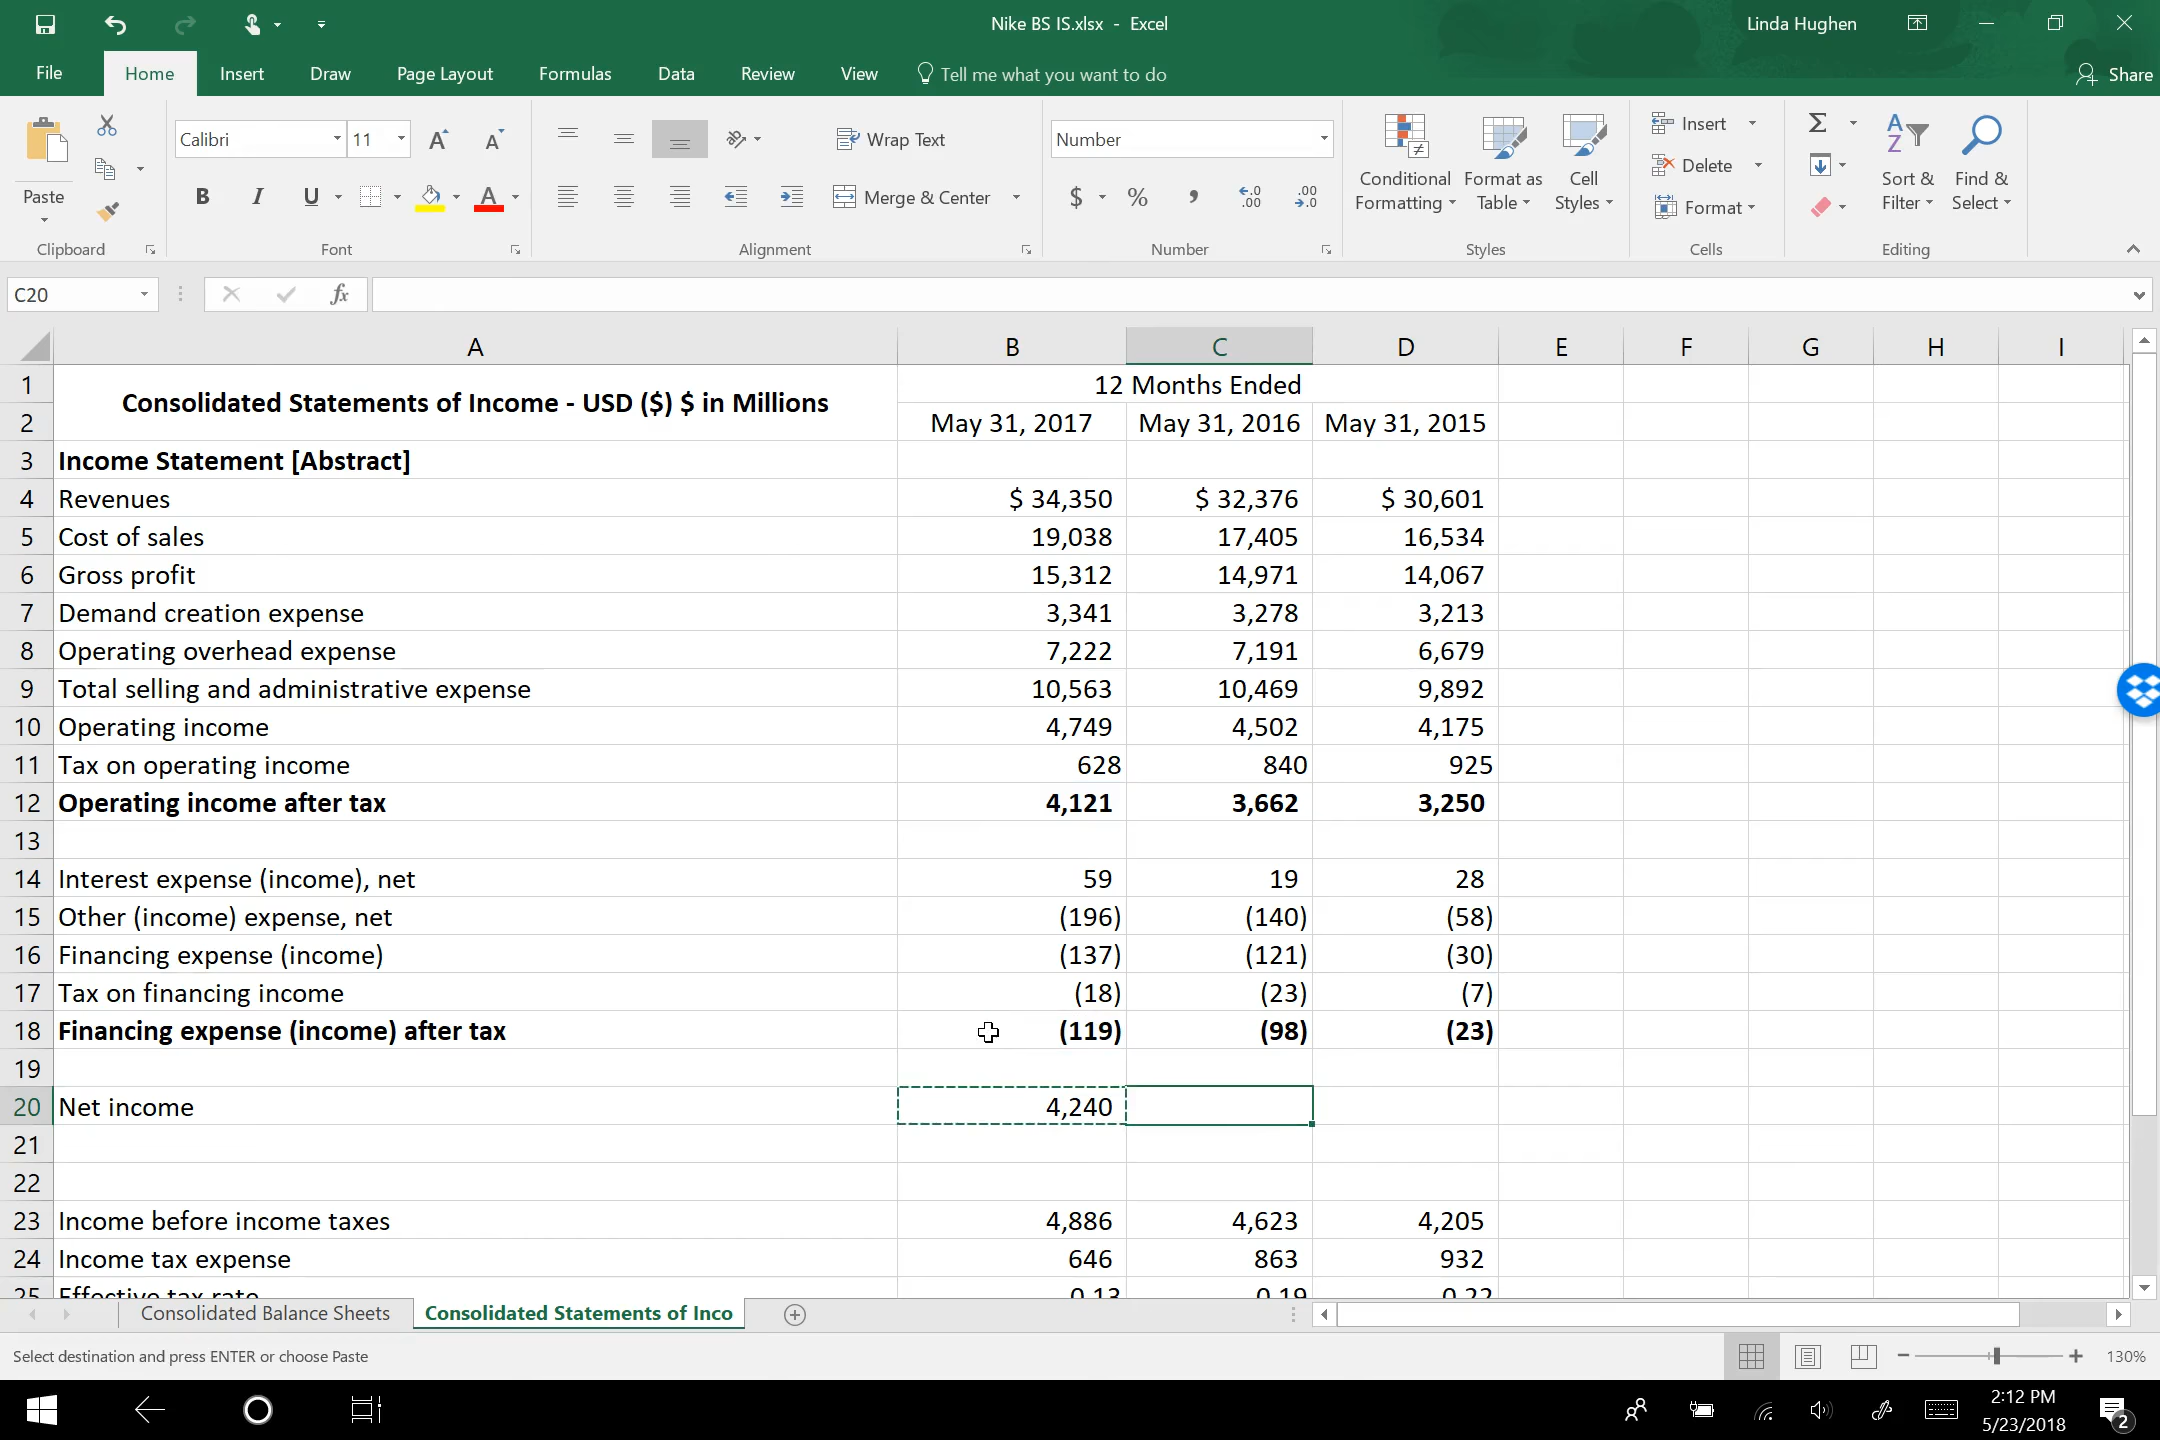 Nike BS IS.xlsx - Excel
Linda Hughen
File Home Insert Draw Page Layout Formulas Data Review View Tell me what you want to do Share
Paste
Clipboard
Calibri 11
B I U A
Font
Wrap Text
Merge & Center
Alignment
Number
$ % ,
Number
Conditional Formatting
Format as Table
Cell Styles
Styles
Insert
Delete
Format
Cells
Sort & Filter
Find & Select
Editing
C20 fx
A B C D E F G H I
1 Consolidated Statements of Income - USD ($) $ in Millions 12 Months Ended
2 May 31, 2017 May 31, 2016 May 31, 2015
3 Income Statement [Abstract]
4 Revenues $ 34,350 $ 32,376 $ 30,601
5 Cost of sales 19,038 17,405 16,534
6 Gross profit 15,312 14,971 14,067
7 Demand creation expense 3,341 3,278 3,213
8 Operating overhead expense 7,222 7,191 6,679
9 Total selling and administrative expense 10,563 10,469 9,892
10 Operating income 4,749 4,502 4,175
11 Tax on operating income 628 840 925
12 Operating income after tax 4,121 3,662 3,250
13
14 Interest expense (income), net 59 19 28
15 Other (income) expense, net (196) (140) (58)
16 Financing expense (income) (137) (121) (30)
17 Tax on financing income (18) (23) (7)
18 Financing expense (income) after tax (119) (98) (23)
19
20 Net income 4,240
21
22
23 Income before income taxes 4,886 4,623 4,205
24 Income tax expense 646 863 932
25 Effective tax rate 0.13 0.19 0.22
Consolidated Balance Sheets Consolidated Statements of Inco
Select destination and press ENTER or choose Paste
130%
2:12 PM
5/23/2018
2